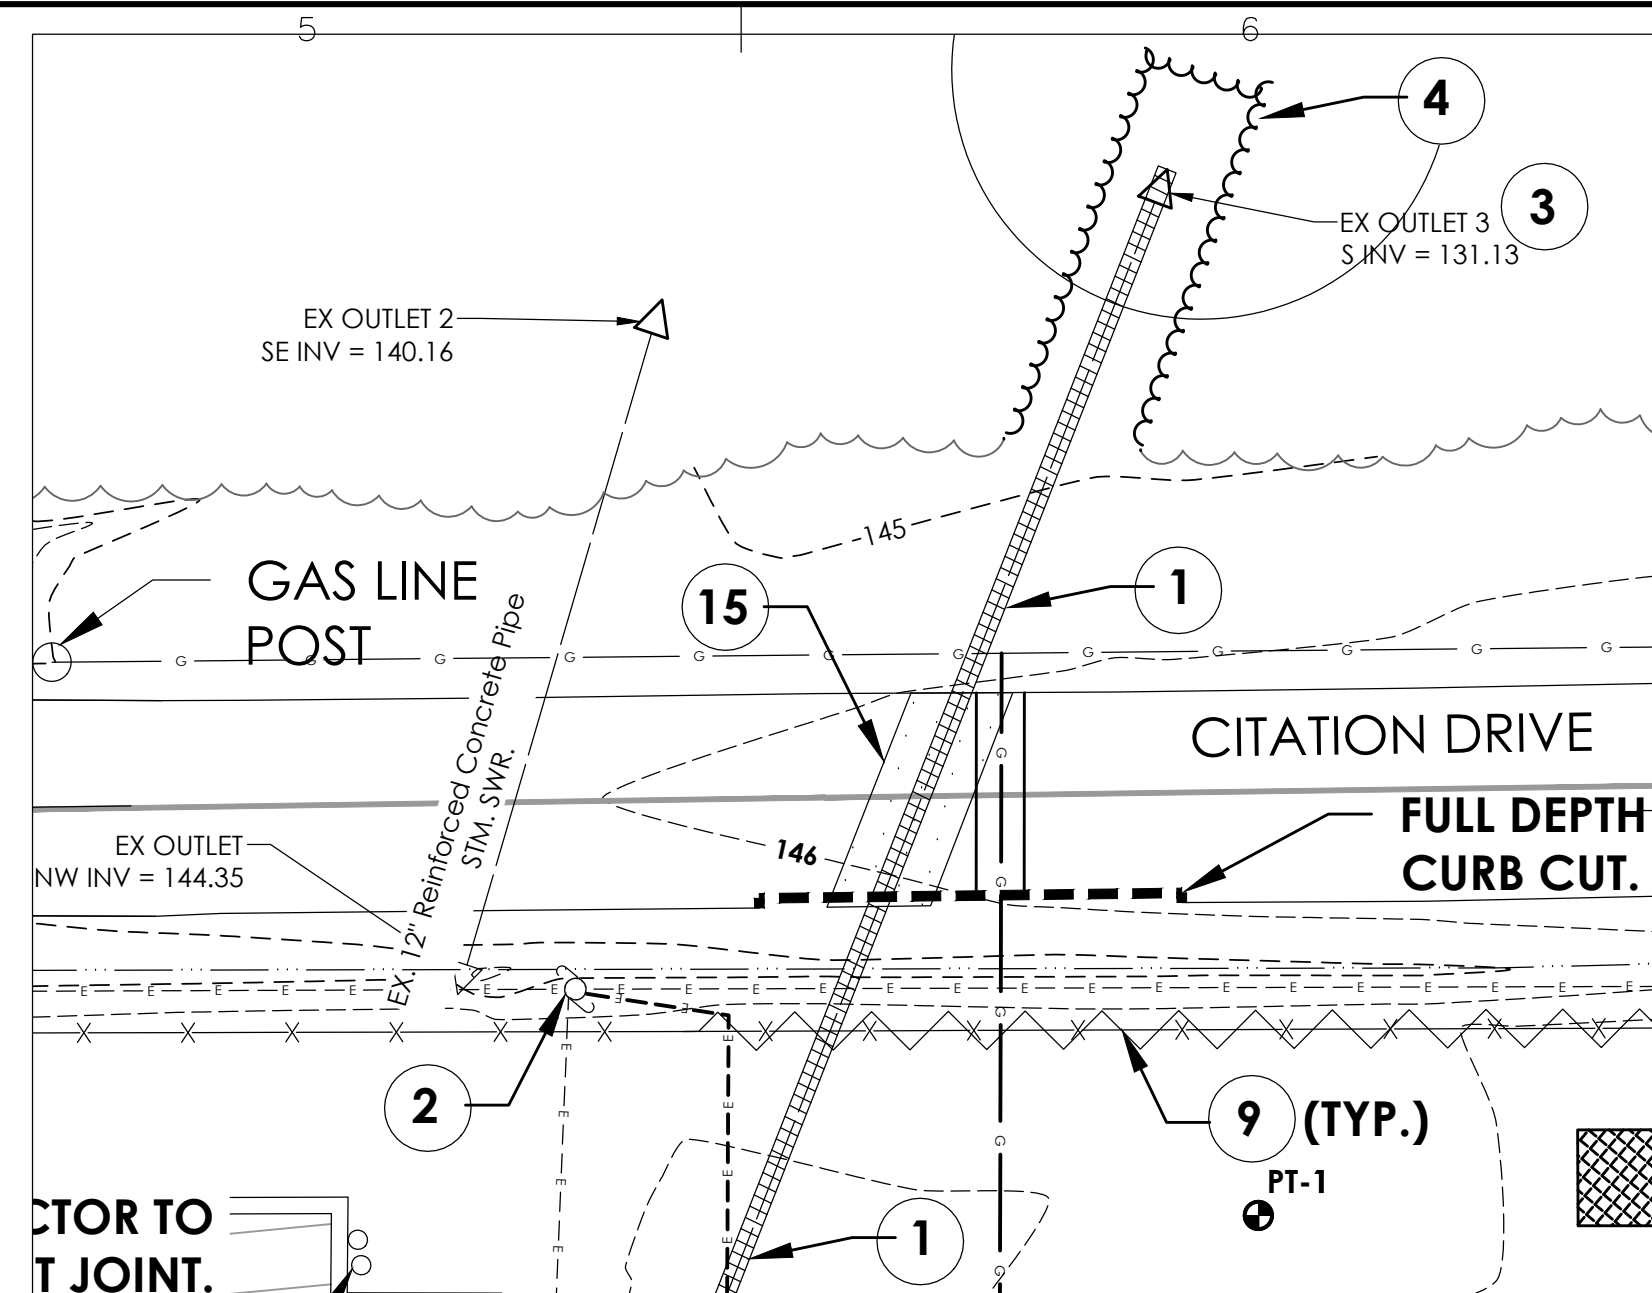 5
6
4
3
EX OUTLET 3
S INV = 131.13
EX OUTLET 2
SE INV = 140.16
145
GAS LINE
POST
15
1
G G G G G G G G G G G G
EX. 12" Reinforced Concrete Pipe
STM. SWR.
CITATION DRIVE
146
FULL DEPTH
CURB CUT.
EX OUTLET
NW INV = 144.35
E E E E E E E E E E E E E E E E E E E E E E E E
X X X X X X X X X X X X X X X
2
9 (TYP.)
PT-1
CTOR TO
T JOINT.
1